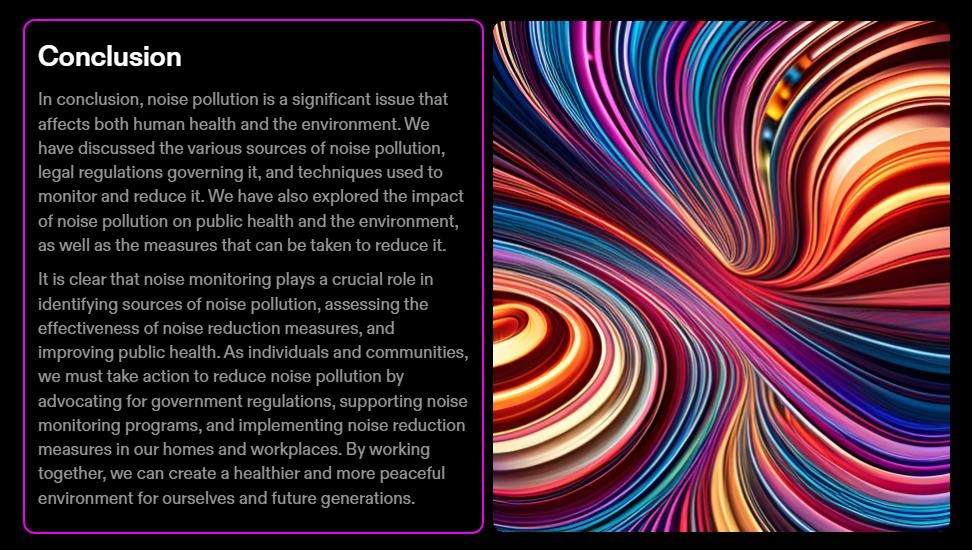 Conclusion
In conclusion, noise pollution is a significant issue that
affects both human health and the environment. We
have discussed the various sources of noise pollution,
legal regulations governing it, and techniques used to
monitor and reduce it. We have also explored the impact
of noise pollution on public health and the environment,
as well as the measures that can be taken to reduce it.
It is clear that noise monitoring plays a crucial role in
identifying sources of noise pollution, assessing the
effectiveness of noise reduction measures, and
improving public health. As individuals and communities,
we must take action to reduce noise pollution by
advocating for government regulations, supporting noise
monitoring programs, and implementing noise reduction
measures in our homes and workplaces. By working
together, we can create a healthier and more peaceful
environment for ourselves and future generations.